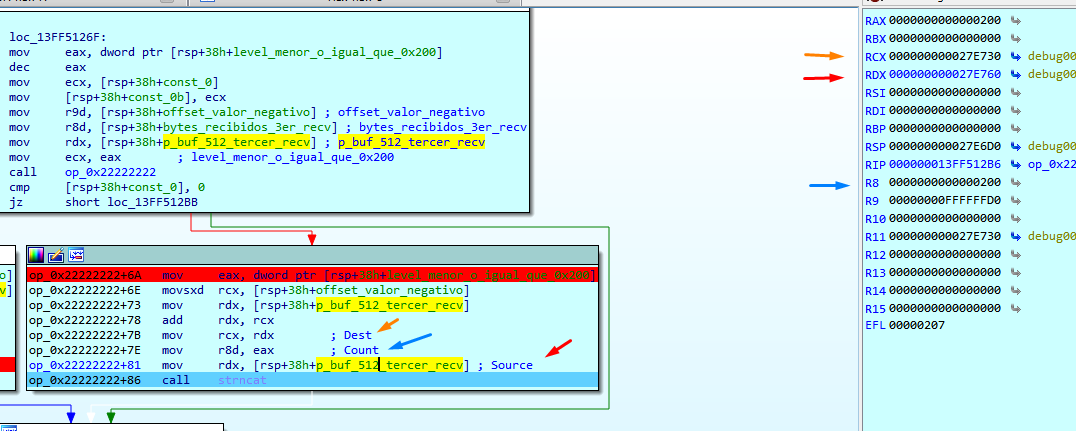 loc_13FF5126F:
mov eax, dword ptr [rsp+38h+level_menor_o_igual_que_0x200]
dec eax
mov ecx, [rsp+38h+const_0]
mov [rsp+38h+const_0b], ecx
mov r9d, [rsp+38h+offset_valor_negativo] ; offset_valor_negativo
mov r8d, [rsp+38h+bytes_recibidos_3er_recv] ; bytes_recibidos_3er_recv
mov rdx, [rsp+38h+p_buf_512_tercer_recv] ; p_buf_512_tercer_recv
mov ecx, eax ; level_menor_o_igual_que_0x200
call op_0x22222222
cmp [rsp+38h+const_0], 0
jz short loc_13FF512BB
op_0x22222222+6A mov eax, dword ptr [rsp+38h+level_menor_o_igual_que_0x200]
op_0x22222222+6E movsxd rcx, [rsp+38h+offset_valor_negativo]
op_0x22222222+73 mov rdx, [rsp+38h+p_buf_512_tercer_recv]
op_0x22222222+78 add rdx, rcx
op_0x22222222+7B mov rcx, rdx ; Dest
op_0x22222222+7E mov r8d, eax ; Count
op_0x22222222+81 mov rdx, [rsp+38h+p_buf_512_tercer_recv] ; Source
op_0x22222222+86 call strncat
RAX 0000000000000200
RBX 0000000000000000
RCX 000000000027E730 debug00
RDX 000000000027E760 debug00
RSI 0000000000000000
RDI 0000000000000000
RBP 0000000000000000
RSP 000000000027E6D0 debug00
RIP 000000013FF512B6 op_0x22
R8 0000000000000200
R9 00000000FFFFFFD0
R10 0000000000000000
R11 000000000027E730 debug00
R12 0000000000000000
R13 0000000000000000
R14 0000000000000000
R15 0000000000000000
EFL 00000207